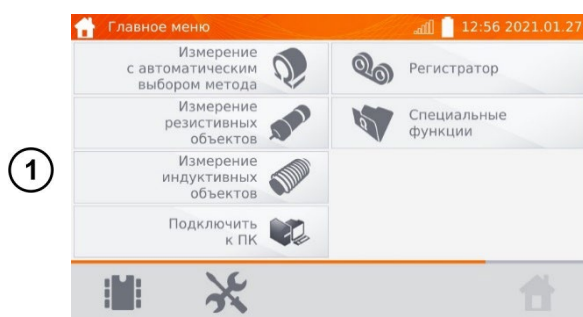 Главное меню
12:56 2021.01.27
Измерение
с автоматическим
выбором метода
Регистратор
Измерение
резистивных
объектов
Специальные
функции
1
Измерение
индуктивных
объектов
Подключить
к ПК